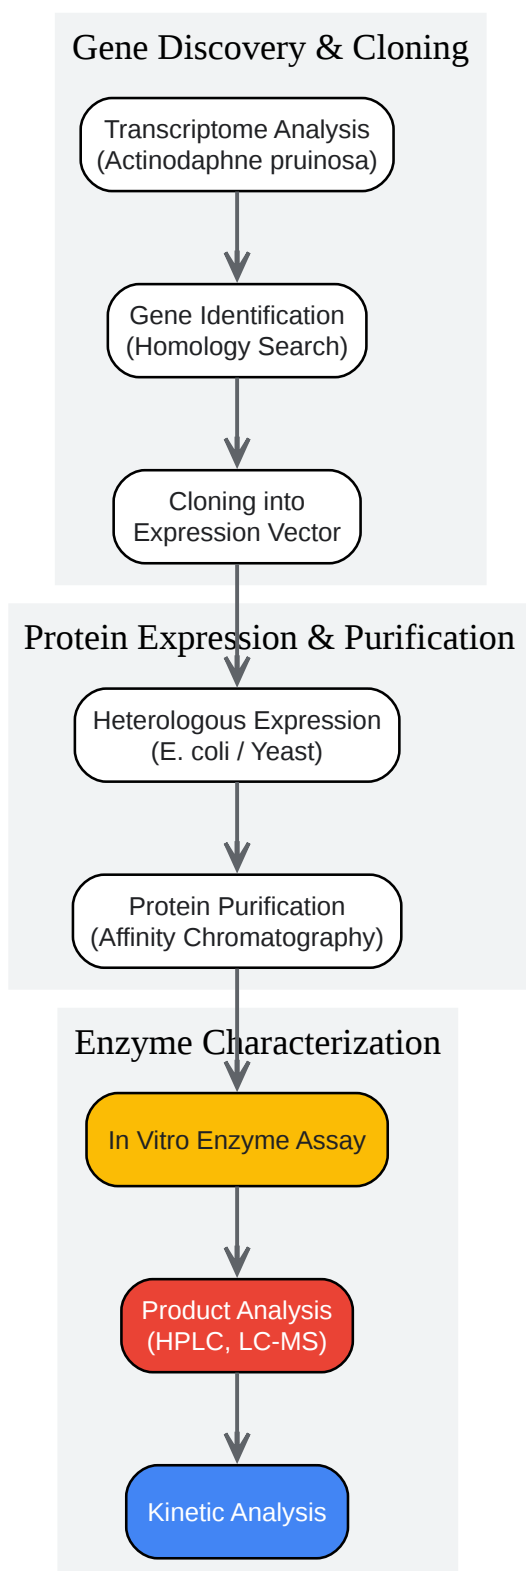 Gene Discovery & Cloning
Transcriptome Analysis
(Actinodaphne pruinosa)
Gene Identification
(Homology Search)
Cloning into
Expression Vector
Protein Expression & Purification
Heterologous Expression
(E. coli / Yeast)
Protein Purification
(Affinity Chromatography)
Enzyme Characterization
In Vitro Enzyme Assay
Product Analysis
(HPLC, LC-MS)
Kinetic Analysis